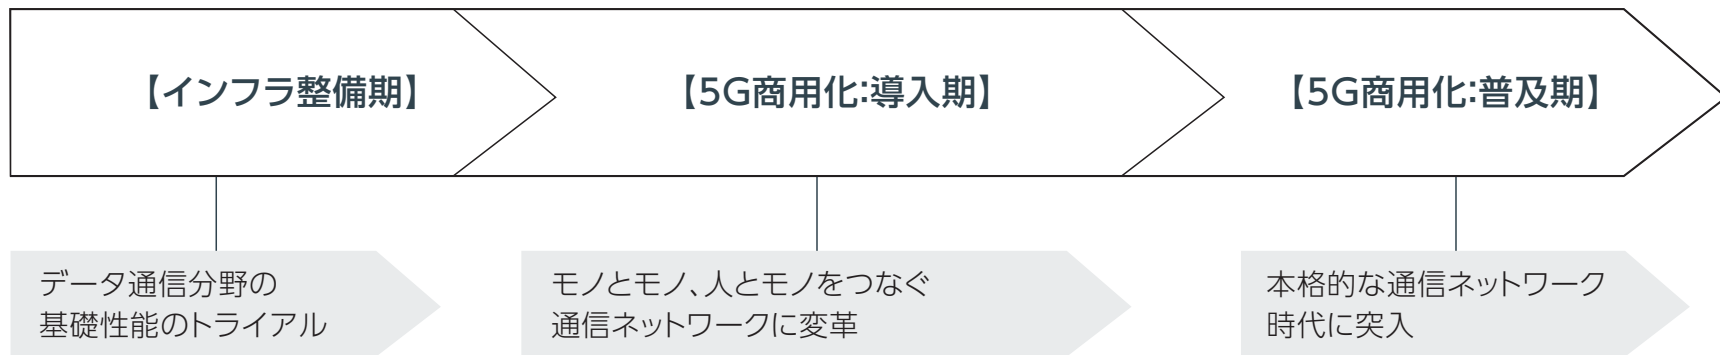 【インフラ整備期】
【5G商用化:導入期】
【5G商用化:普及期】
データ通信分野の
基礎性能のトライアル
モノとモノ、人とモノをつなぐ
通信ネットワークに変革
本格的な通信ネットワーク
時代に突入